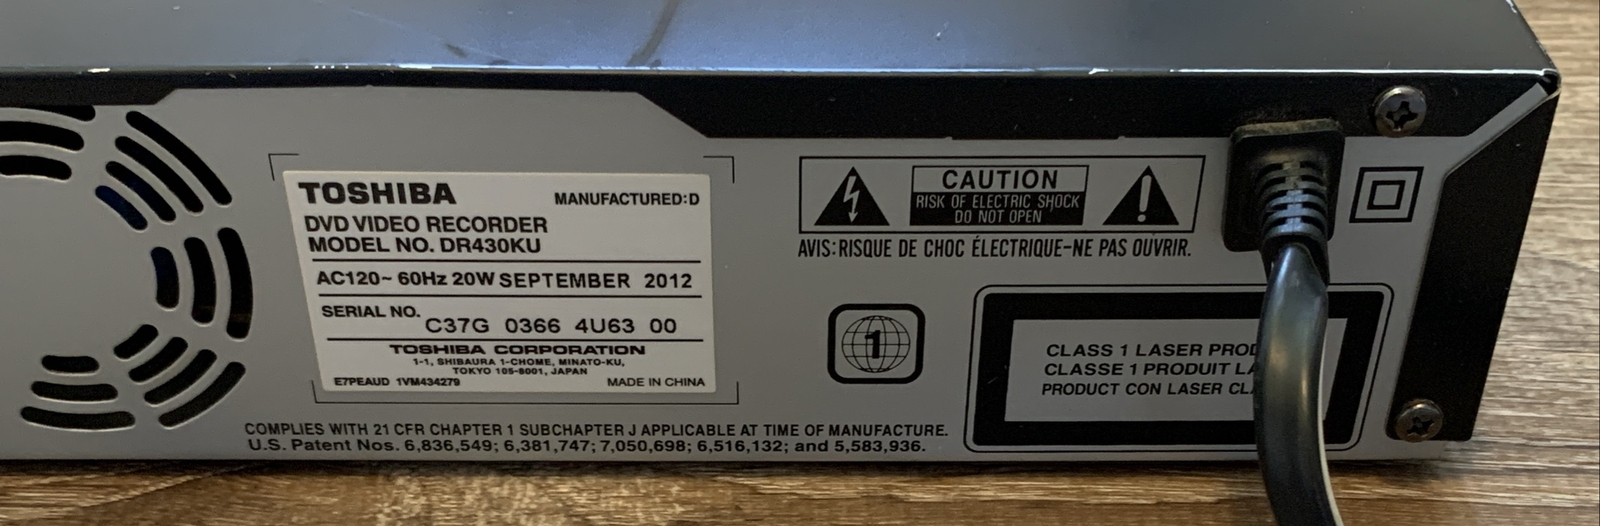 TOSHIBA MANUFACTURED:D
DVD VIDEO RECORDER
MODEL NO. DR430KU
AC120~ 60Hz 20W SEPTEMBER 2012
SERIAL NO.
C37G 0366 4U63 00
TOSHIBA CORPORATION
1-1, SHIBAURA 1-CHOME, MINATO-KU,
TOKYO 105-8001, JAPAN
E7PEAUD 1VM434279 MADE IN CHINA
COMPLIES WITH 21 CFR CHAPTER 1 SUBCHAPTER J APPLICABLE AT TIME OF MANUFACTURE.
U.S. Patent Nos. 6,836,549; 6,381,747; 7,050,698; 6,516,132; and 5,583,936.
CAUTION
RISK OF ELECTRIC SHOCK
DO NOT OPEN
AVIS: RISQUE DE CHOC ÉLECTRIQUE-NE PAS OUVRIR.
1
CLASS 1 LASER
CLASSE 1 PRODUIT
PRODUCT CON LASER